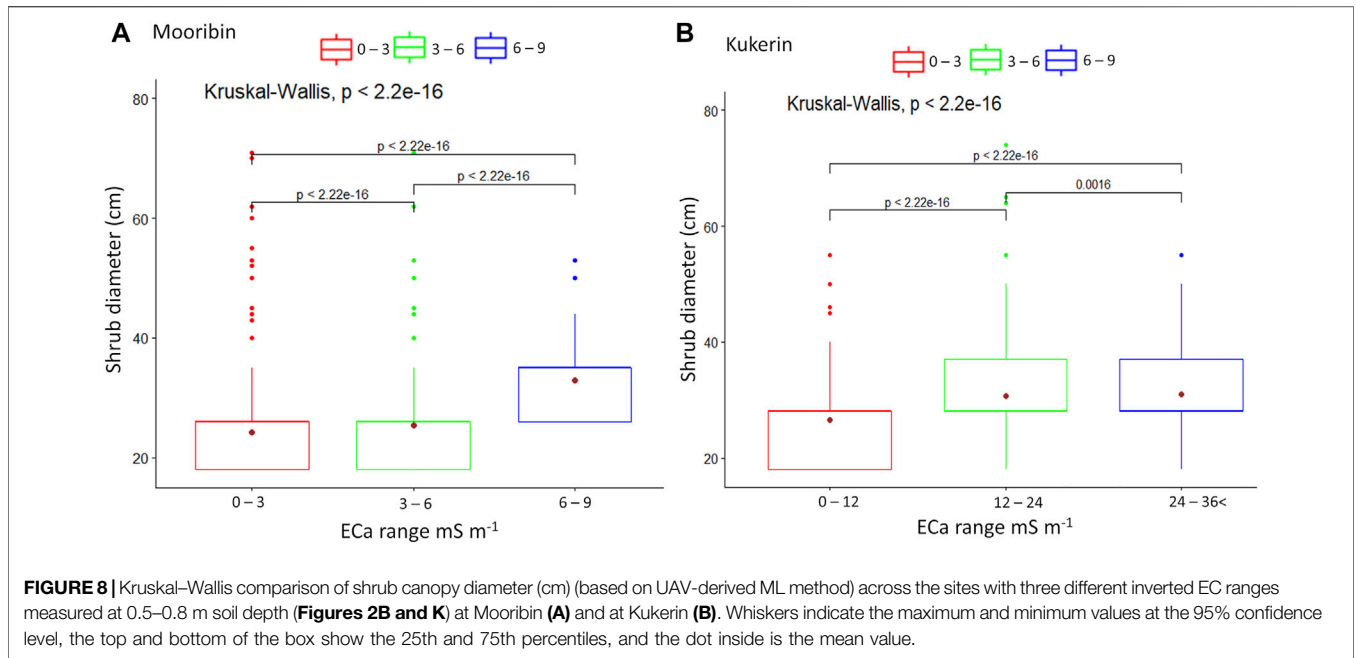 A Mooribin
0 – 3 3 – 6 6 – 9
Kruskal-Wallis, p < 2.2e-16
p < 2.22e-16
p < 2.22e-16
p < 2.22e-16
Shrub diameter (cm)
80
60
40
20
0 – 3 3 – 6 6 – 9
ECa range mS m⁻¹
B Kukerin
0 – 3 3 – 6 6 – 9
Kruskal-Wallis, p < 2.2e-16
p < 2.22e-16
0.0016
p < 2.22e-16
Shrub diameter (cm)
80
60
40
20
0 – 12 12 – 24 24 – 36<
ECa range mS m⁻¹
FIGURE 8 | Kruskal–Wallis comparison of shrub canopy diameter (cm) (based on UAV-derived ML method) across the sites with three different inverted EC ranges
measured at 0.5–0.8 m soil depth (Figures 2B and K) at Mooribin (A) and at Kukerin (B). Whiskers indicate the maximum and minimum values at the 95% confidence
level, the top and bottom of the box show the 25th and 75th percentiles, and the dot inside is the mean value.